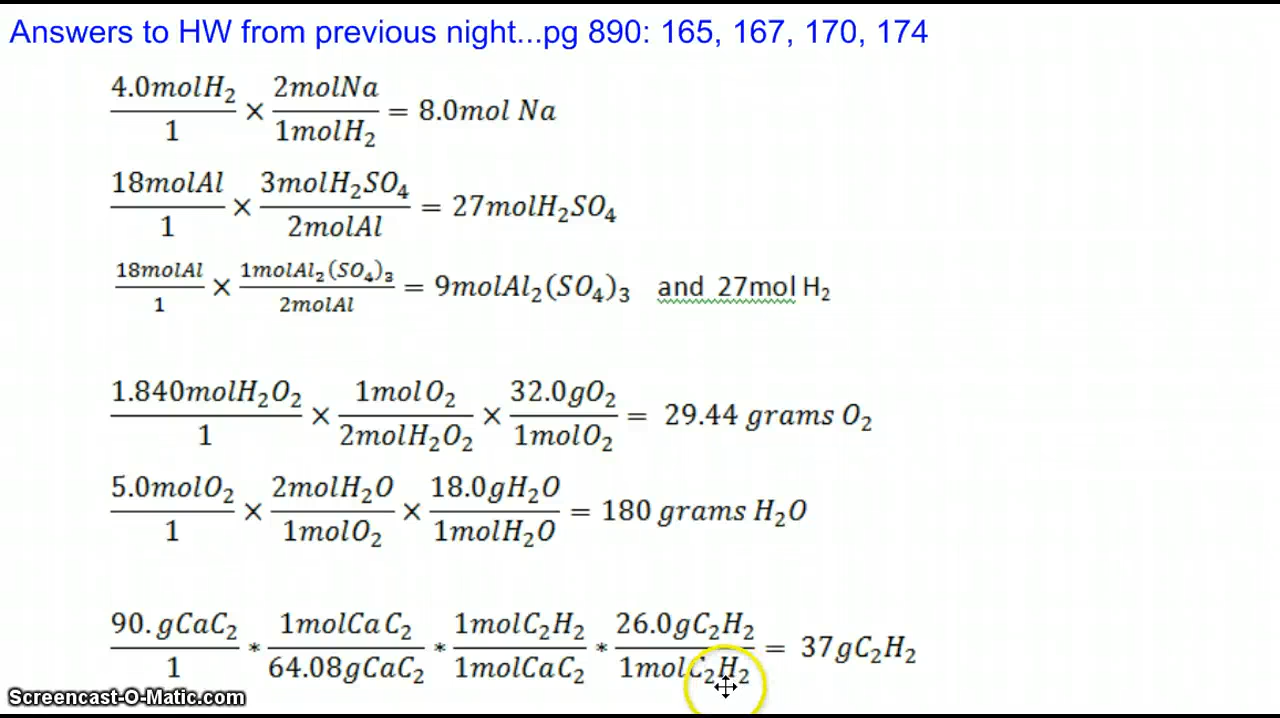 Answers to HW from previous night...pg 890: 165, 167, 170, 174
4.0molH₂/1 × 2molNa/1molH₂ = 8.0mol Na
18molAl/1 × 3molH₂SO₄/2molAl = 27molH₂SO₄
18molAl/1 × 1molAl₂(SO₄)₃/2molAl = 9molAl₂(SO₄)₃ and 27mol H₂
1.840molH₂O₂/1 × 1molO₂/2molH₂O₂ × 32.0gO₂/1molO₂ = 29.44 grams O₂
5.0molO₂/1 × 2molH₂O/1molO₂ × 18.0gH₂O/1molH₂O = 180 grams H₂O
90.gCaC₂/1 * 1molCaC₂/64.08gCaC₂ * 1molC₂H₂/1molCaC₂ * 26.0gC₂H₂/1molC₂H₂ = 37gC₂H₂
Screencast-O-Matic.com